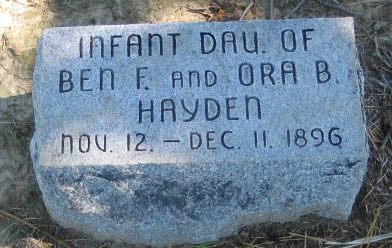 INFANT DAU. OF
BEN F. AND ORA B.
HAYDEN
NOV. 12. – DEC. 11. 1896